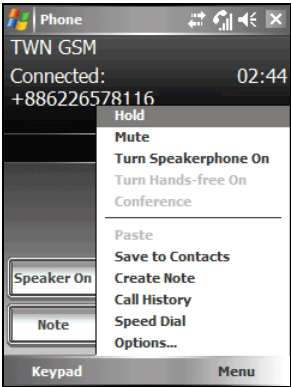 Phone
TWN GSM
Connected: 02:44
+886226578116
Hold
Mute
Turn Speakerphone On
Turn Hands-free On
Conference
Paste
Save to Contacts
Create Note
Call History
Speed Dial
Options...
Speaker On
Note
Keypad Menu